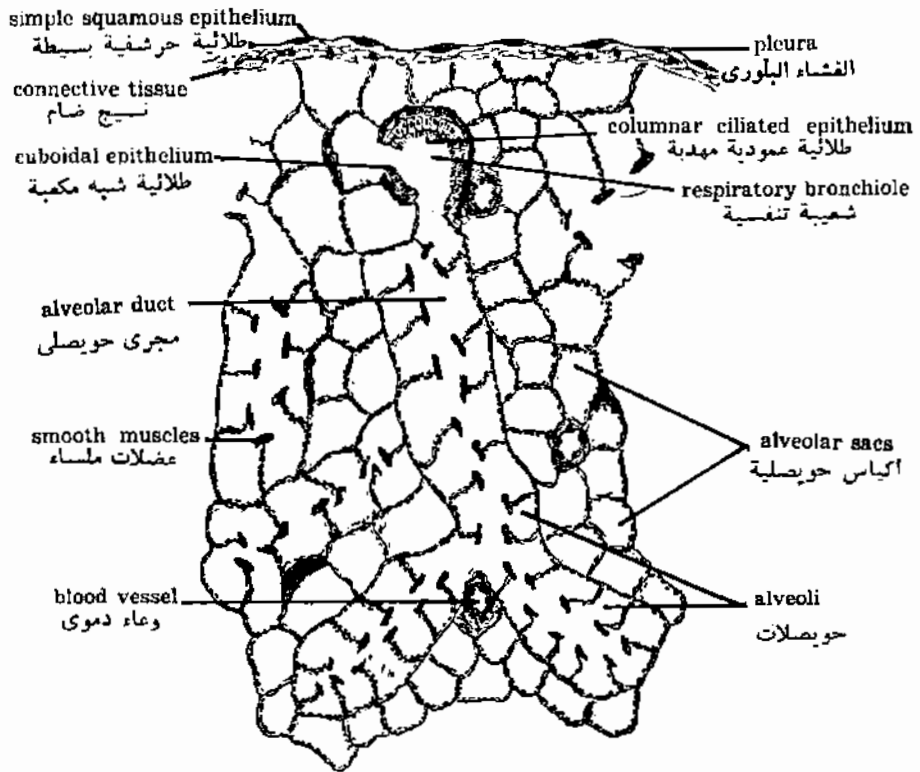 simple squamous epithelium
طلائية حرشفية بسيطة
connective tissue
نسيج ضام
cuboidal epithelium
طلائية شبه مكعبة
alveolar duct
مجرى حويصلى
smooth muscles
عضلات ملساء
blood vessel
وعاء دموى
pleura
الغشاء البلورى
columnar ciliated epithelium
طلائية عمودية مهدبة
respiratory bronchiole
شعيبة تنفسية
alveolar sacs
اكياس حويصلية
alveoli
حويصلات